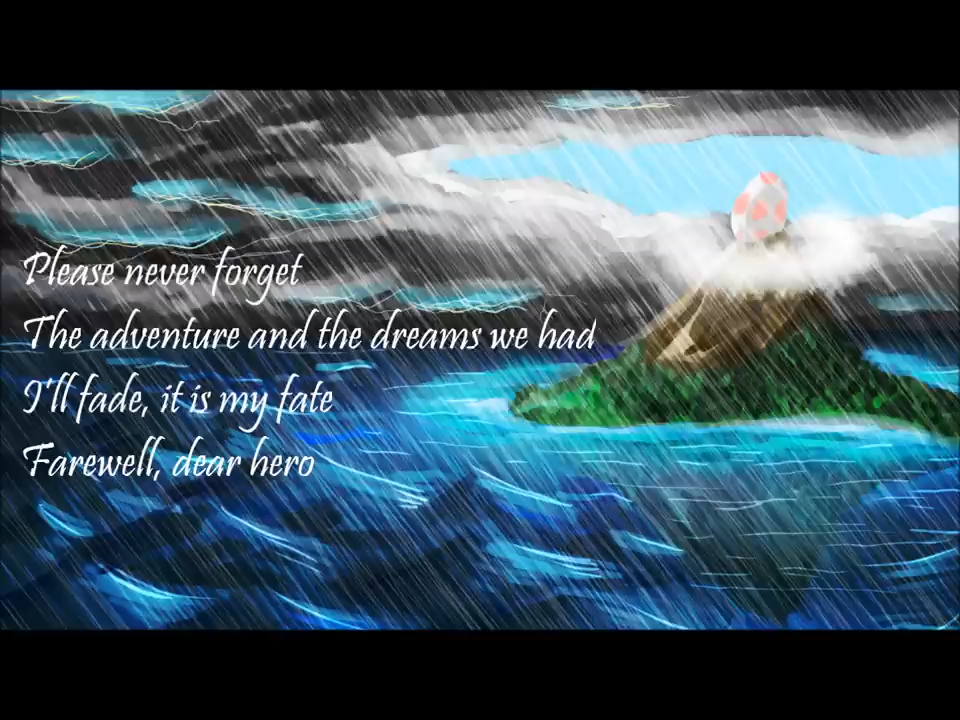 Please never forget
The adventure and the dreams we had
I'll fade, it is my fate
Farewell, dear hero